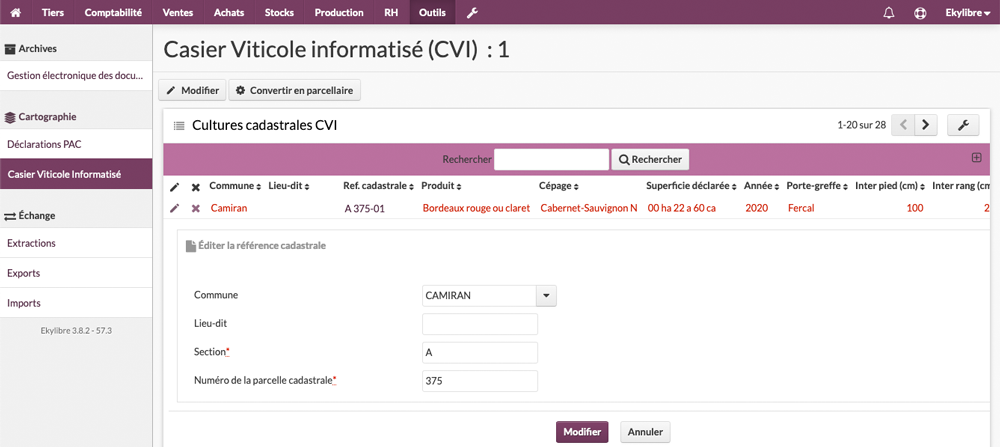 Tiers Comptabilité Ventes Achats Stocks Production RH Outils Ekylibre
Archives
Gestion électronique des docu...
Cartographie
Déclarations PAC
Casier Viticole Informatisé
Échange
Extractions
Exports
Imports
Ekylibre 3.8.2 - 57.3
Casier Viticole informatisé (CVI) : 1
Modifier Convertir en parcellaire
Cultures cadastrales CVI 1-20 sur 28
Rechercher Rechercher
Commune Lieu-dit Ref. cadastrale Produit Cépage Superficie déclarée Année Porte-greffe Inter pied (cm) Inter rang (cm)
Camiran A 375-01 Bordeaux rouge ou claret Cabernet-Sauvignon N 00 ha 22 a 60 ca 2020 Fercal 100 2
Éditer la référence cadastrale
Commune CAMIRAN
Lieu-dit
Section* A
Numéro de la parcelle cadastrale* 375
Modifier Annuler